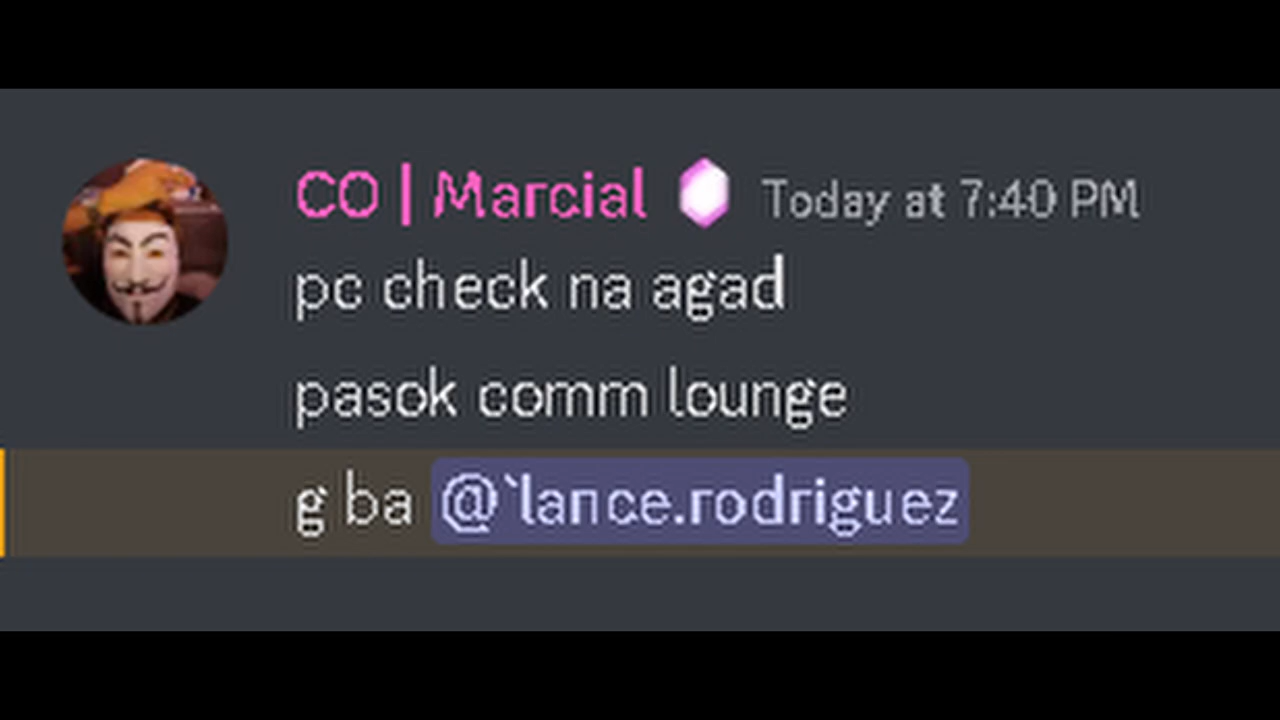 CO | Marcial Today at 7:40 PM
pc check na agad
pasok comm lounge
g ba @`lance.rodriguez